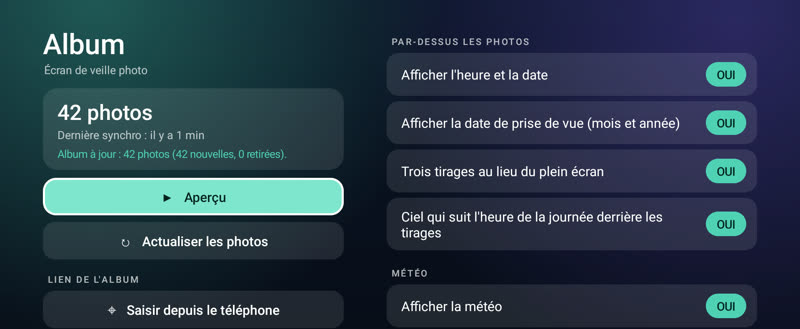 Album
Écran de veille photo
42 photos
Dernière synchro : il y a 1 min
Album à jour : 42 photos (42 nouvelles, 0 retirées).
Aperçu
Actualiser les photos
LIEN DE L'ALBUM
Saisir depuis le téléphone
PAR-DESSUS LES PHOTOS
Afficher l'heure et la date OUI
Afficher la date de prise de vue (mois et année) OUI
Trois tirages au lieu du plein écran OUI
Ciel qui suit l'heure de la journée derrière les
tirages OUI
MÉTÉO
Afficher la météo OUI